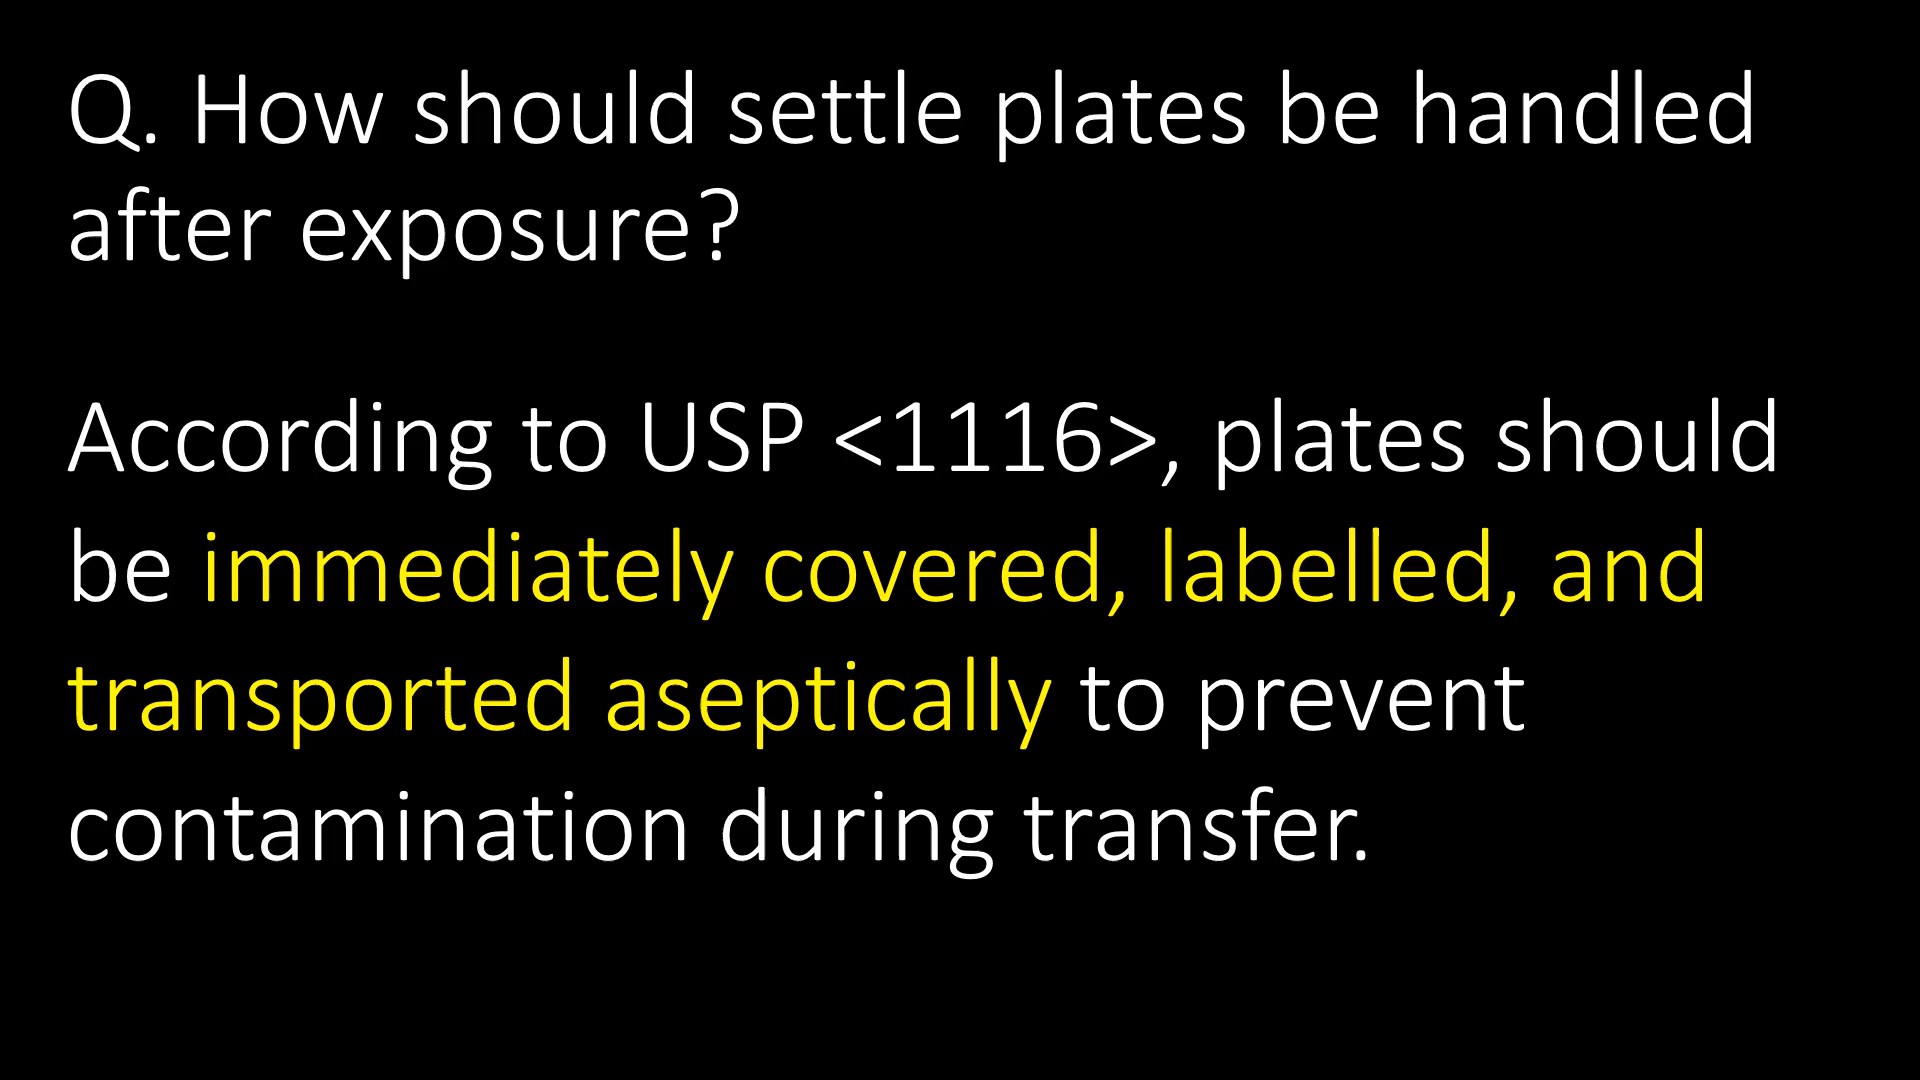 Q. How should settle plates be handled
after exposure?
According to USP <1116>, plates should
be immediately covered, labelled, and
transported aseptically to prevent
contamination during transfer.